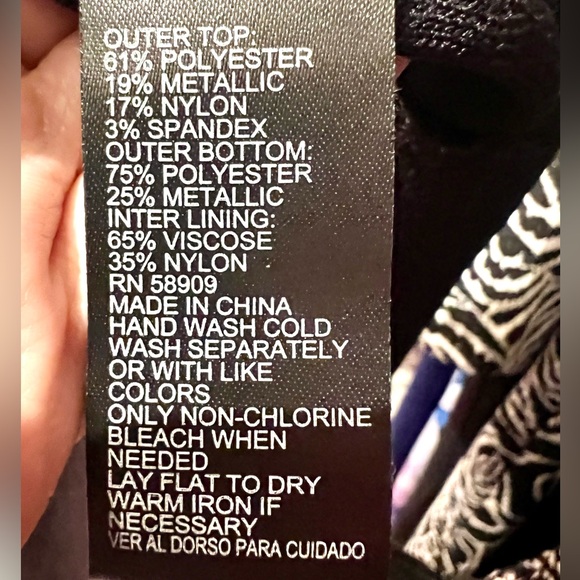 OUTER TOP:
61% POLYESTER
19% METALLIC
17% NYLON
3% SPANDEX
OUTER BOTTOM:
75% POLYESTER
25% METALLIC
INTER LINING:
65% VISCOSE
35% NYLON
RN 58909
MADE IN CHINA
HAND WASH COLD
WASH SEPARATELY
OR WITH LIKE
COLORS
ONLY NON-CHLORINE
BLEACH WHEN
NEEDED
LAY FLAT TO DRY
WARM IRON IF
NECESSARY
VER AL DORSO PARA CUIDADO